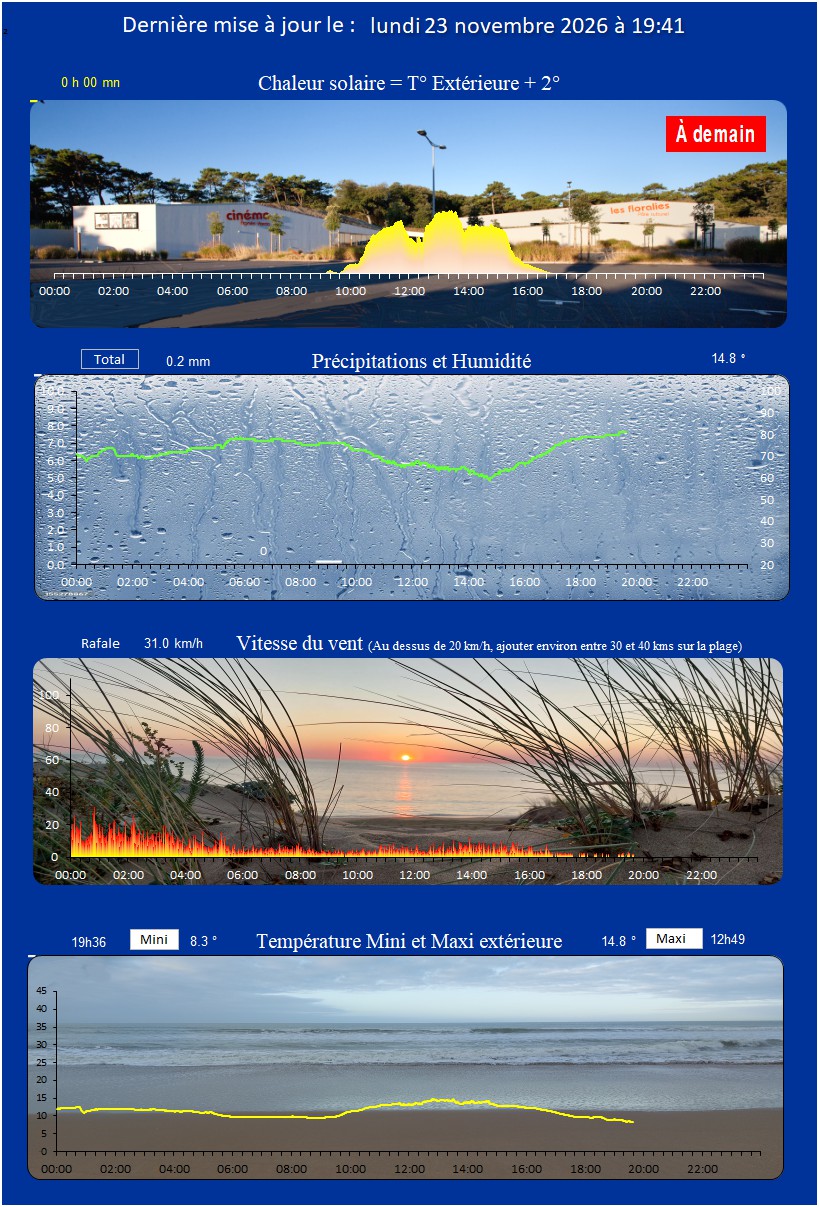 Dernière mise à jour le : lundi 23 novembre 2026 à 19:41
0 h 00 mn
Chaleur solaire = T° Extérieure + 2°
À demain
cinéma
les floralies
00:00 02:00 04:00 06:00 08:00 10:00 12:00 14:00 16:00 18:00 20:00 22:00
Total 0.2 mm Précipitations et Humidité 14.8 °
10.0 100
9.0 90
8.0 80
7.0 70
6.0
5.0 60
4.0 50
3.0
2.0 40
1.0 30
0
0.0 20
00:00 02:00 04:00 06:00 08:00 10:00 12:00 14:00 16:00 18:00 20:00 22:00
Rafale 31.0 km/h Vitesse du vent (Au dessus de 20 km/h, ajouter environ entre 30 et 40 kms sur la plage)
100
80
60
40
20
0
00:00 02:00 04:00 06:00 08:00 10:00 12:00 14:00 16:00 18:00 20:00 22:00
19h36 Mini 8.3 ° Température Mini et Maxi extérieure 14.8 ° Maxi 12h49
45
40
35
30
25
20
15
10
5
0
00:00 02:00 04:00 06:00 08:00 10:00 12:00 14:00 16:00 18:00 20:00 22:00